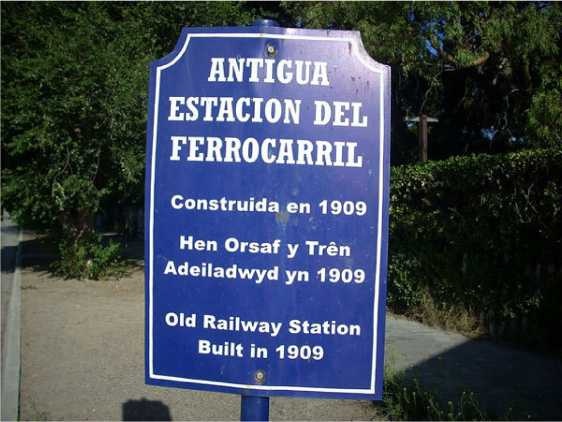 ANTIGUA
ESTACION DEL
FERROCARRIL
Construida en 1909
Hen Orsaf y Trên
Adeiladwyd yn 1909
Old Railway Station
Built in 1909